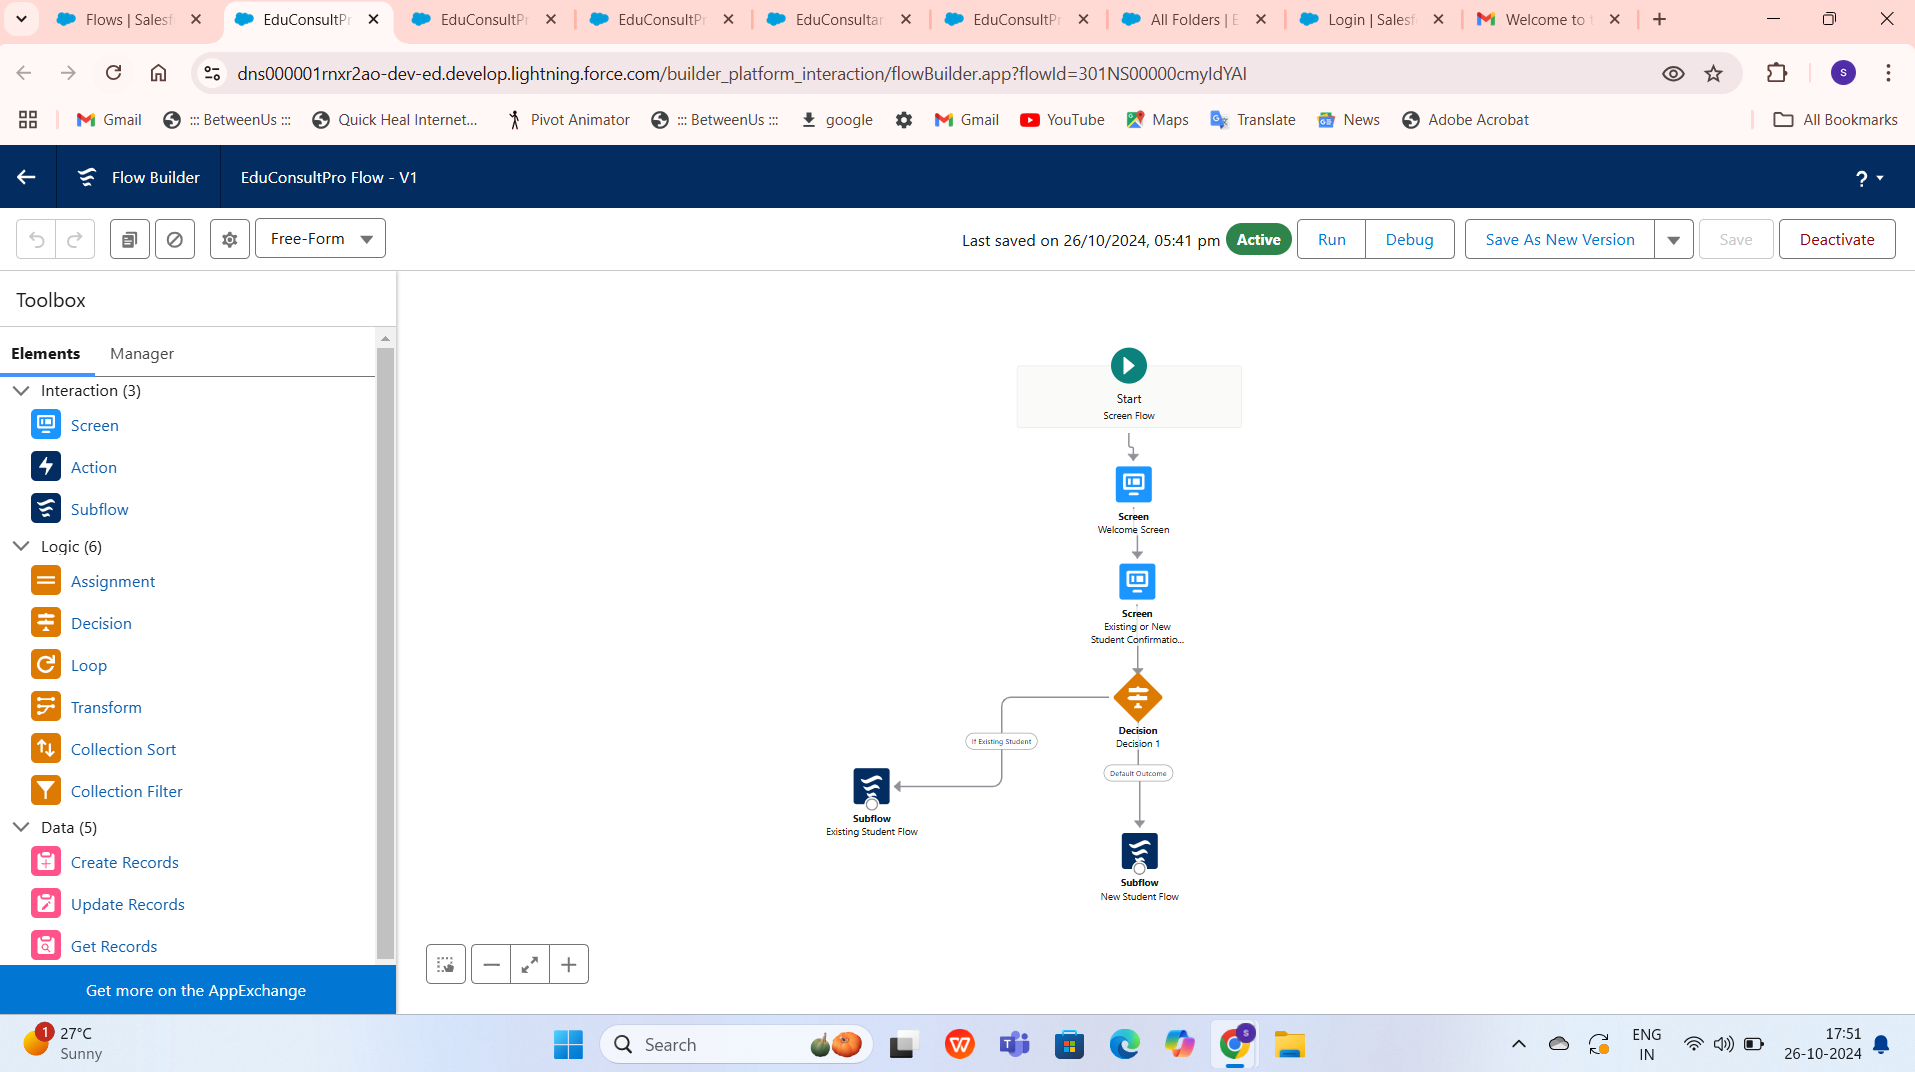 Flows | Salesf
EduConsultPr
EduConsultPr
EduConsultPr
EduConsultan
EduConsultPr
All Folders | E
Login | Salesf
Welcome to t
dns000001rnxr2ao-dev-ed.develop.lightning.force.com/builder_platform_interaction/flowBuilder.app?flowId=301NS00000cmyIdYAI
S
Gmail
::: BetweenUs :::
Quick Heal Internet...
Pivot Animator
::: BetweenUs :::
google
Gmail
YouTube
Maps
Translate
News
Adobe Acrobat
All Bookmarks
Flow Builder
EduConsultPro Flow - V1
?
Free-Form
Last saved on 26/10/2024, 05:41 pm
Active
Run
Debug
Save As New Version
Save
Deactivate
Toolbox
Elements
Manager
Interaction (3)
Screen
Action
Subflow
Logic (6)
Assignment
Decision
Loop
Transform
Collection Sort
Collection Filter
Data (5)
Create Records
Update Records
Get Records
Get more on the AppExchange
Start
Screen Flow
Screen
Welcome Screen
Screen
Existing or New
Student Confirmatio...
Decision
Decision 1
If Existing Student
Default Outcome
Subflow
Existing Student Flow
Subflow
New Student Flow
1
27°C
Sunny
Search
S
ENG
IN
17:51
26-10-2024